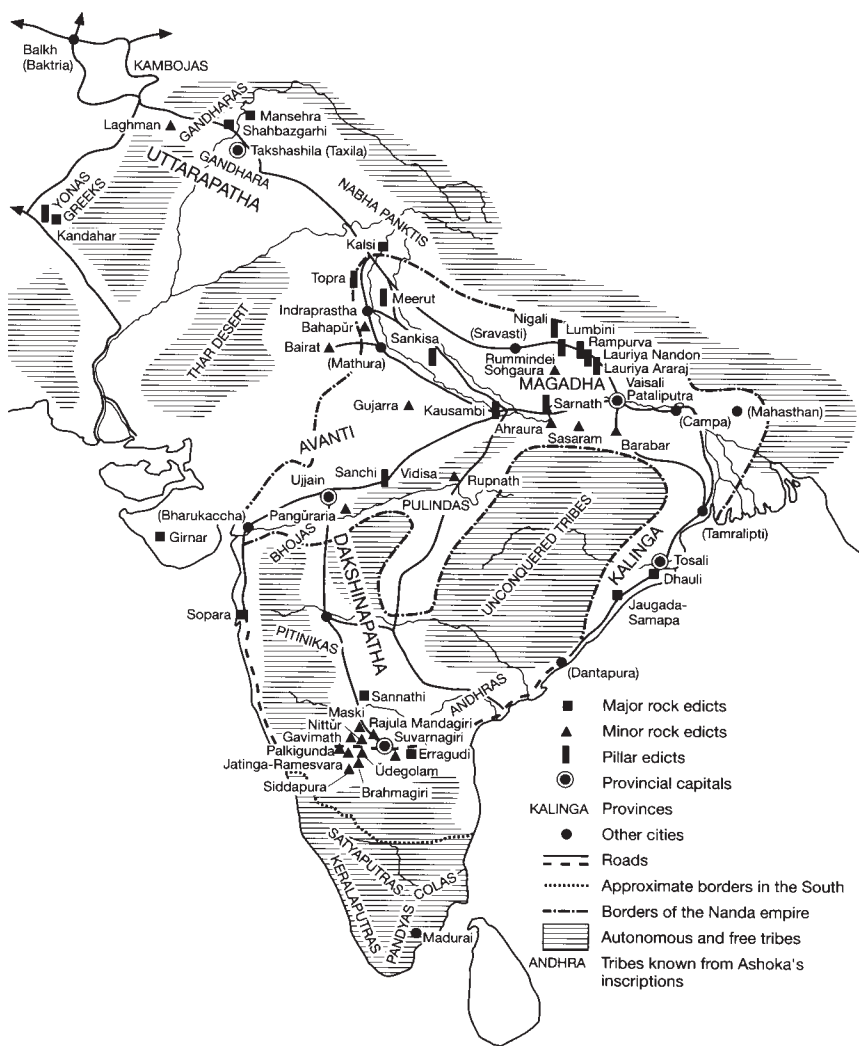 Balkh
(Baktria)
KAMBOJAS
GANDHARAS
Mansehra
Laghman
Shahbazgarhi
Takshashila (Taxila)
GANDHARA
UTTARAPATHA
YONAS
GREEKS
Kandahar
NABHA PANKTIS
Kalsi
Topra
Meerut
Indraprastha
Bahapūr
THAR DESERT
Bairat
(Mathura)
Sankisa
(Sravasti)
Nigali
Lumbini
Rampurva
Rummindei
Lauriya Nandon
Sohgaura
Lauriya Araraj
MAGADHA
Vaisali
Pataliputra
Gujarra
Kausambi
Sarnath
(Campa)
(Mahasthan)
Ahraura
Sasaram
Barabar
AVANTI
Ujjain
Sanchi
Vidisa
Rupnath
(Bharukaccha)
Pangūraria
PULINDAS
Girnar
BHOJAS
DAKSHINAPATHA
UNCONQUERED TRIBES
KALINGA
(Tamralipti)
Tosali
Dhauli
Jaugada-
Samapa
Sopara
PITINIKAS
(Dantapura)
ANDHRAS
Sannathi
Maski
Nittūr
Rajula Mandagiri
Gavimath
Suvarnagiri
Palkigunda
Erragudi
Jatinga-Ramesvara
Ūdegolam
Siddapura
Brahmagiri
SATYAPUTRAS
KERALAPUTRAS
COLAS
PANDYAS
Madurai
Major rock edicts
Minor rock edicts
Pillar edicts
Provincial capitals
KALINGA Provinces
Other cities
Roads
Approximate borders in the South
Borders of the Nanda empire
Autonomous and free tribes
ANDHRA Tribes known from Ashoka's
inscriptions